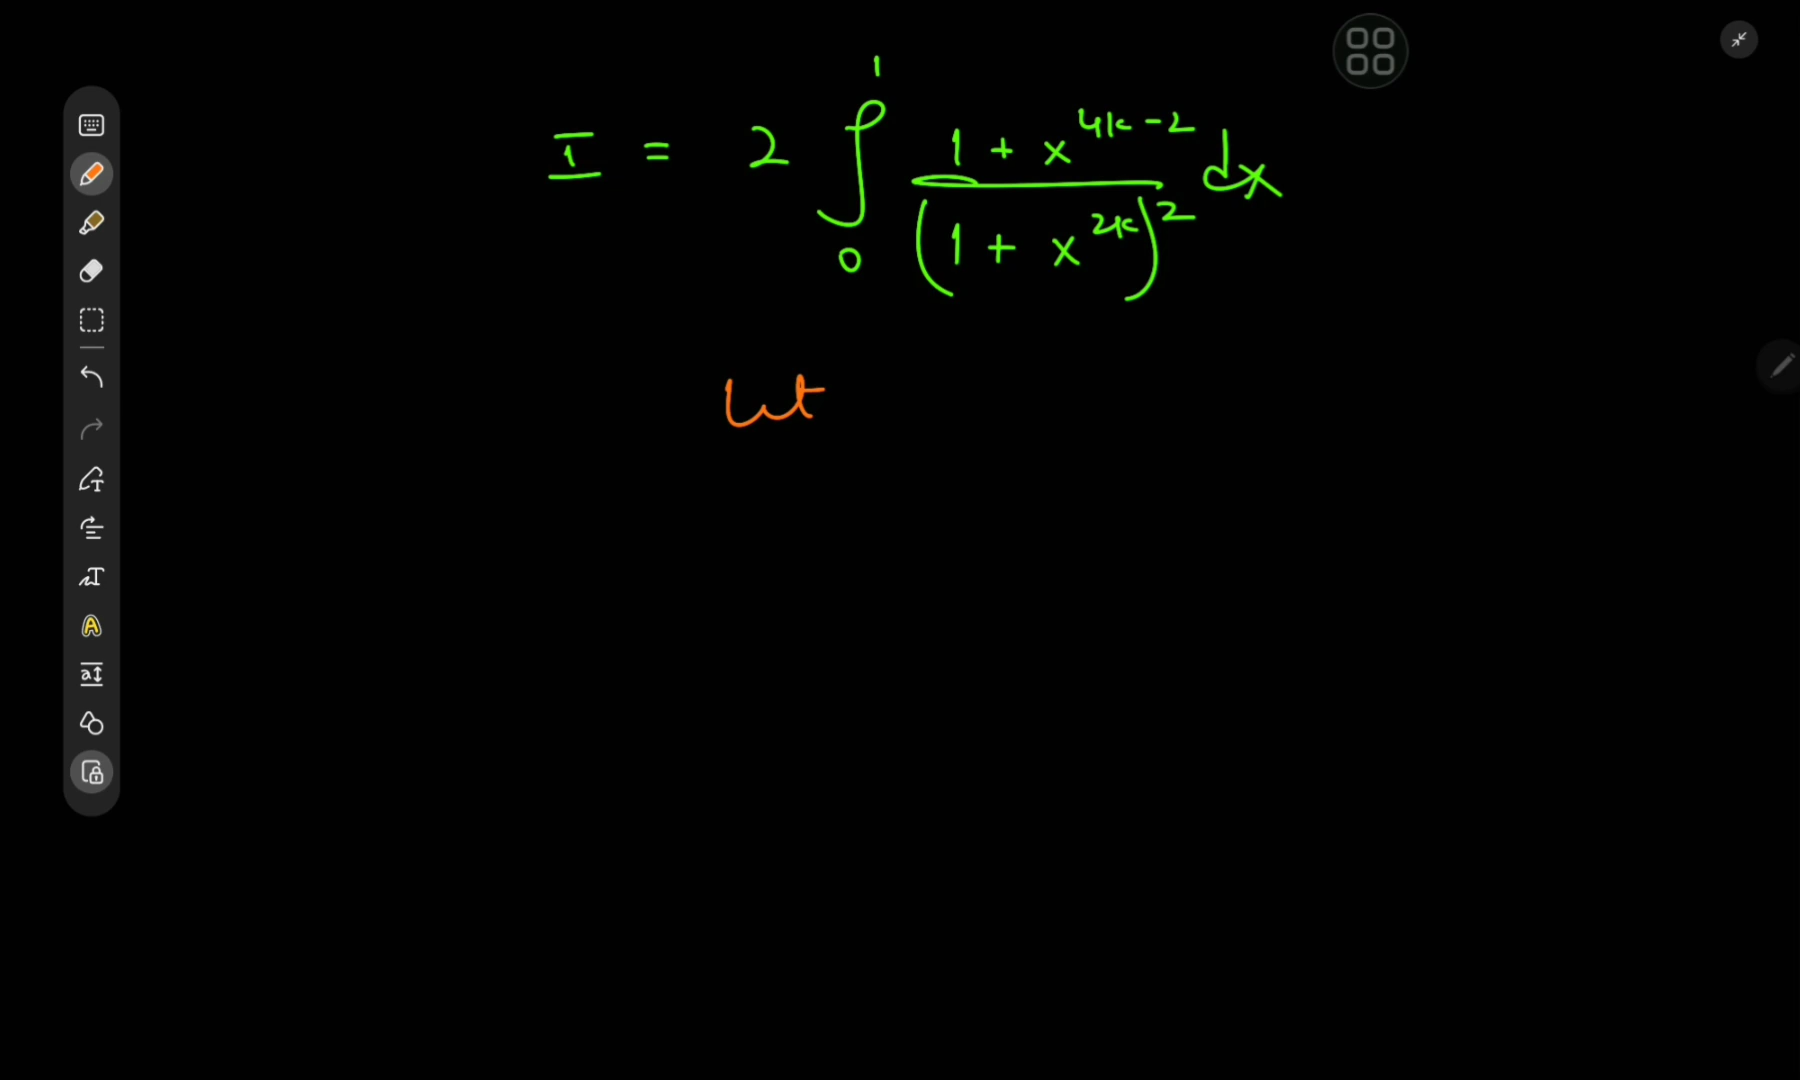 I = 2 ∫₀¹ (1 + x^(4k-2)) / (1 + x^(2k))² dx
let